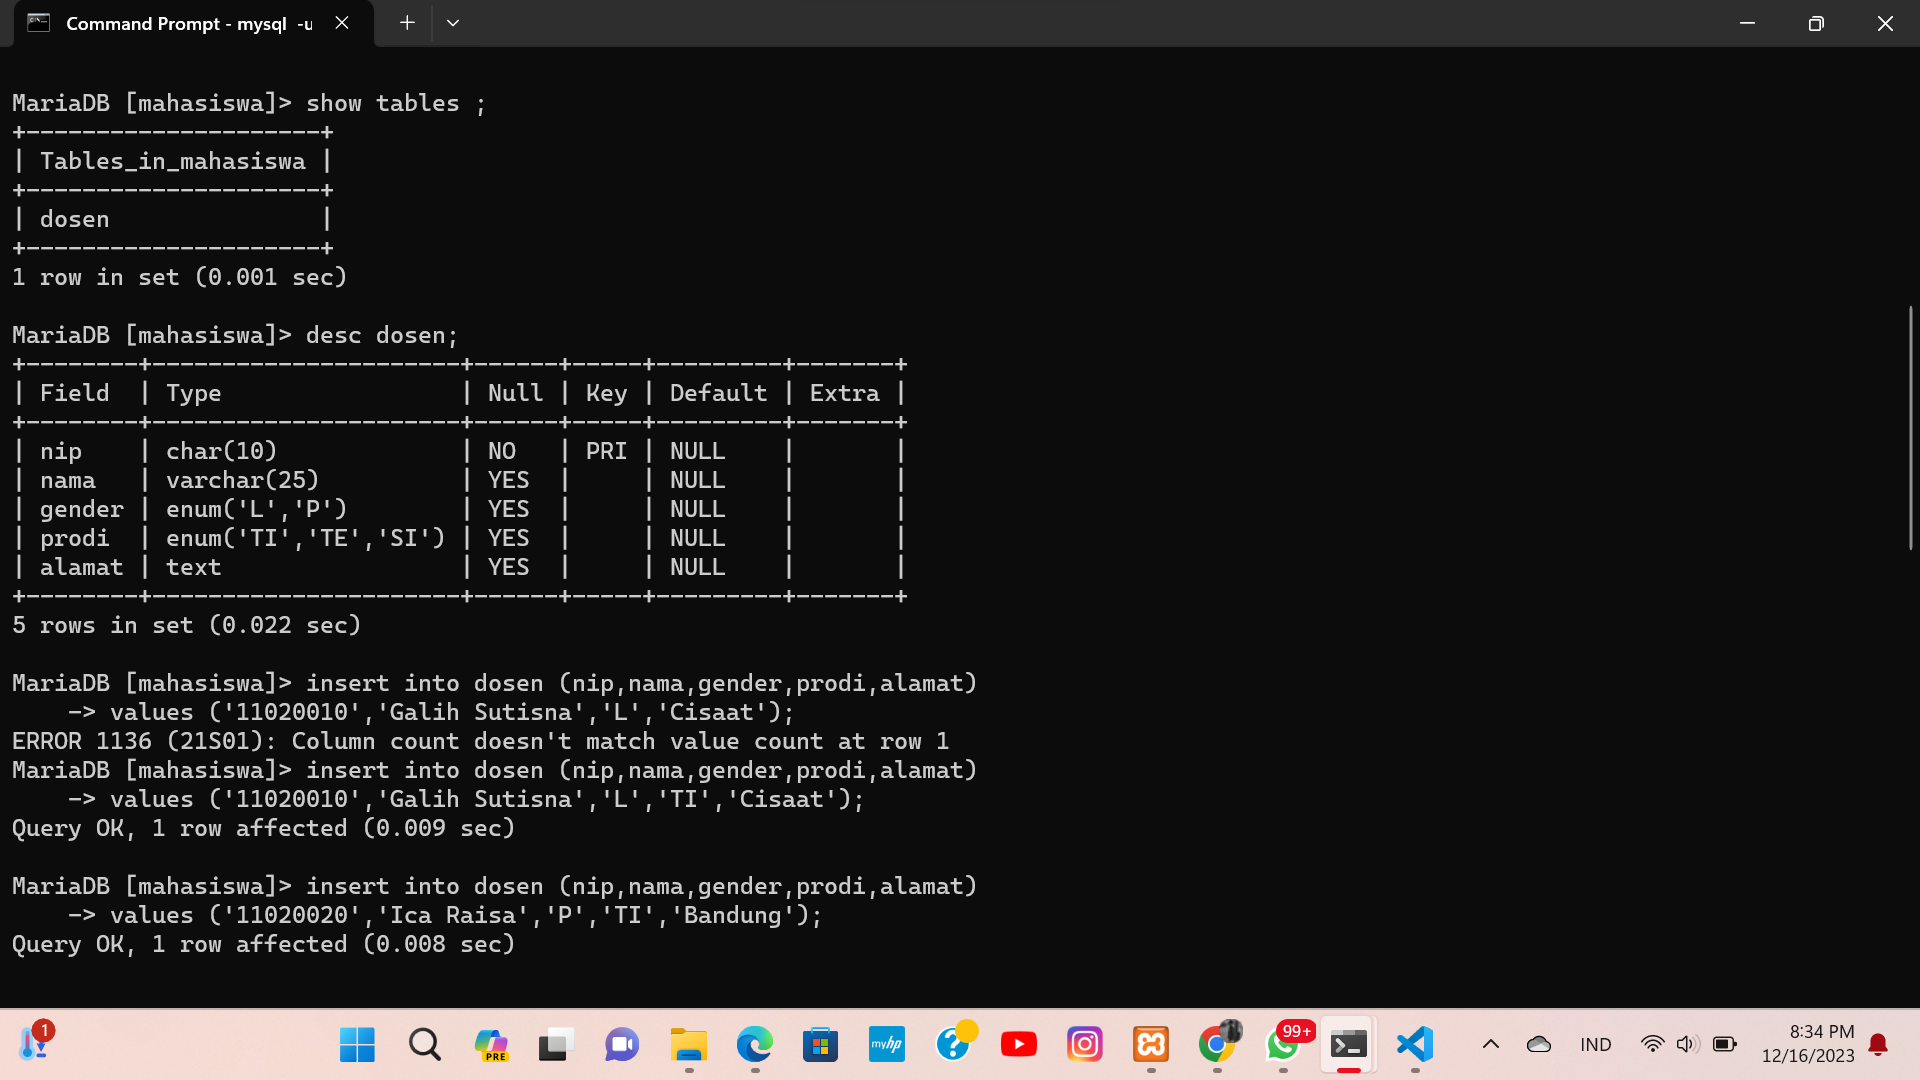 Command Prompt - mysql -u
MariaDB [mahasiswa]> show tables ;
+---------------------+
| Tables_in_mahasiswa |
+---------------------+
| dosen               |
+---------------------+
1 row in set (0.001 sec)
MariaDB [mahasiswa]> desc dosen;
+--------+----------------------+------+-----+---------+-------+
| Field  | Type                 | Null | Key | Default | Extra |
+--------+----------------------+------+-----+---------+-------+
| nip    | char(10)             | NO   | PRI | NULL    |       |
| nama   | varchar(25)          | YES  |     | NULL    |       |
| gender | enum('L','P')        | YES  |     | NULL    |       |
| prodi  | enum('TI','TE','SI') | YES  |     | NULL    |       |
| alamat | text                 | YES  |     | NULL    |       |
+--------+----------------------+------+-----+---------+-------+
5 rows in set (0.022 sec)
MariaDB [mahasiswa]> insert into dosen (nip,nama,gender,prodi,alamat)
    -> values ('11020010','Galih Sutisna','L','Cisaat');
ERROR 1136 (21S01): Column count doesn't match value count at row 1
MariaDB [mahasiswa]> insert into dosen (nip,nama,gender,prodi,alamat)
    -> values ('11020010','Galih Sutisna','L','TI','Cisaat');
Query OK, 1 row affected (0.009 sec)
MariaDB [mahasiswa]> insert into dosen (nip,nama,gender,prodi,alamat)
    -> values ('11020020','Ica Raisa','P','TI','Bandung');
Query OK, 1 row affected (0.008 sec)
1
PRE
myhp
99+
IND
8:34 PM
12/16/2023